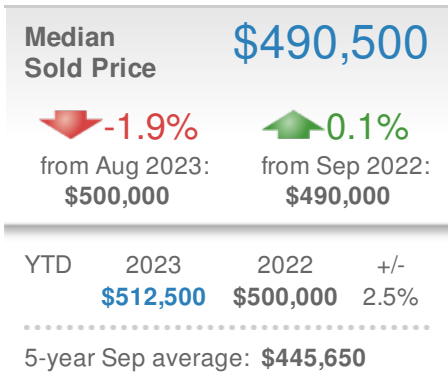 Median
Sold Price
$490,500
-1.9%
from Aug 2023:
$500,000
0.1%
from Sep 2022:
$490,000
YTD 2023 2022 +/-
$512,500 $500,000 2.5%
5-year Sep average: $445,650